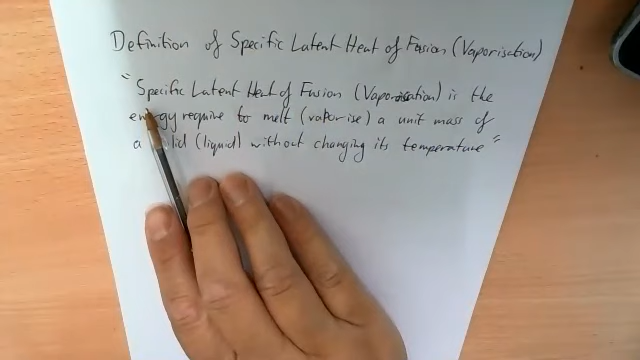 Definition of Specific Latent Heat of Fusion (Vaporisation)
"Specific Latent Heat of Fusion (Vaporisation) is the
energy require to melt (vaporise) a unit mass of
a solid (liquid) without changing its temperature"